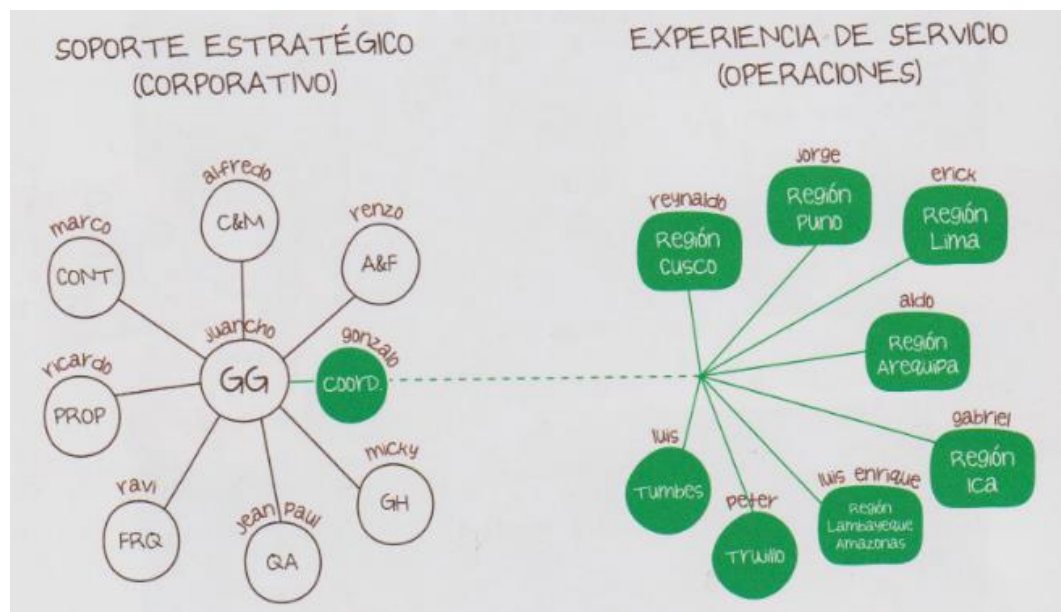 SOPORTE ESTRATÉGICO
(CORPORATIVO)
EXPERIENCIA DE SERVICIO
(OPERACIONES)
alfredo
C&M
marco
CONT
renzo
A&F
juancho
GG
gonzalo
COORD.
ricardo
PROP
micky
GH
ravi
FRQ
jean paul
QA
jorge
Región
Puno
reynaldo
Región
Cusco
erick
Región
Lima
aldo
Región
Arequipa
gabriel
Región
Ica
luis
Tumbes
peter
Trujillo
luis enrique
Región
Lambayeque
Amazonas